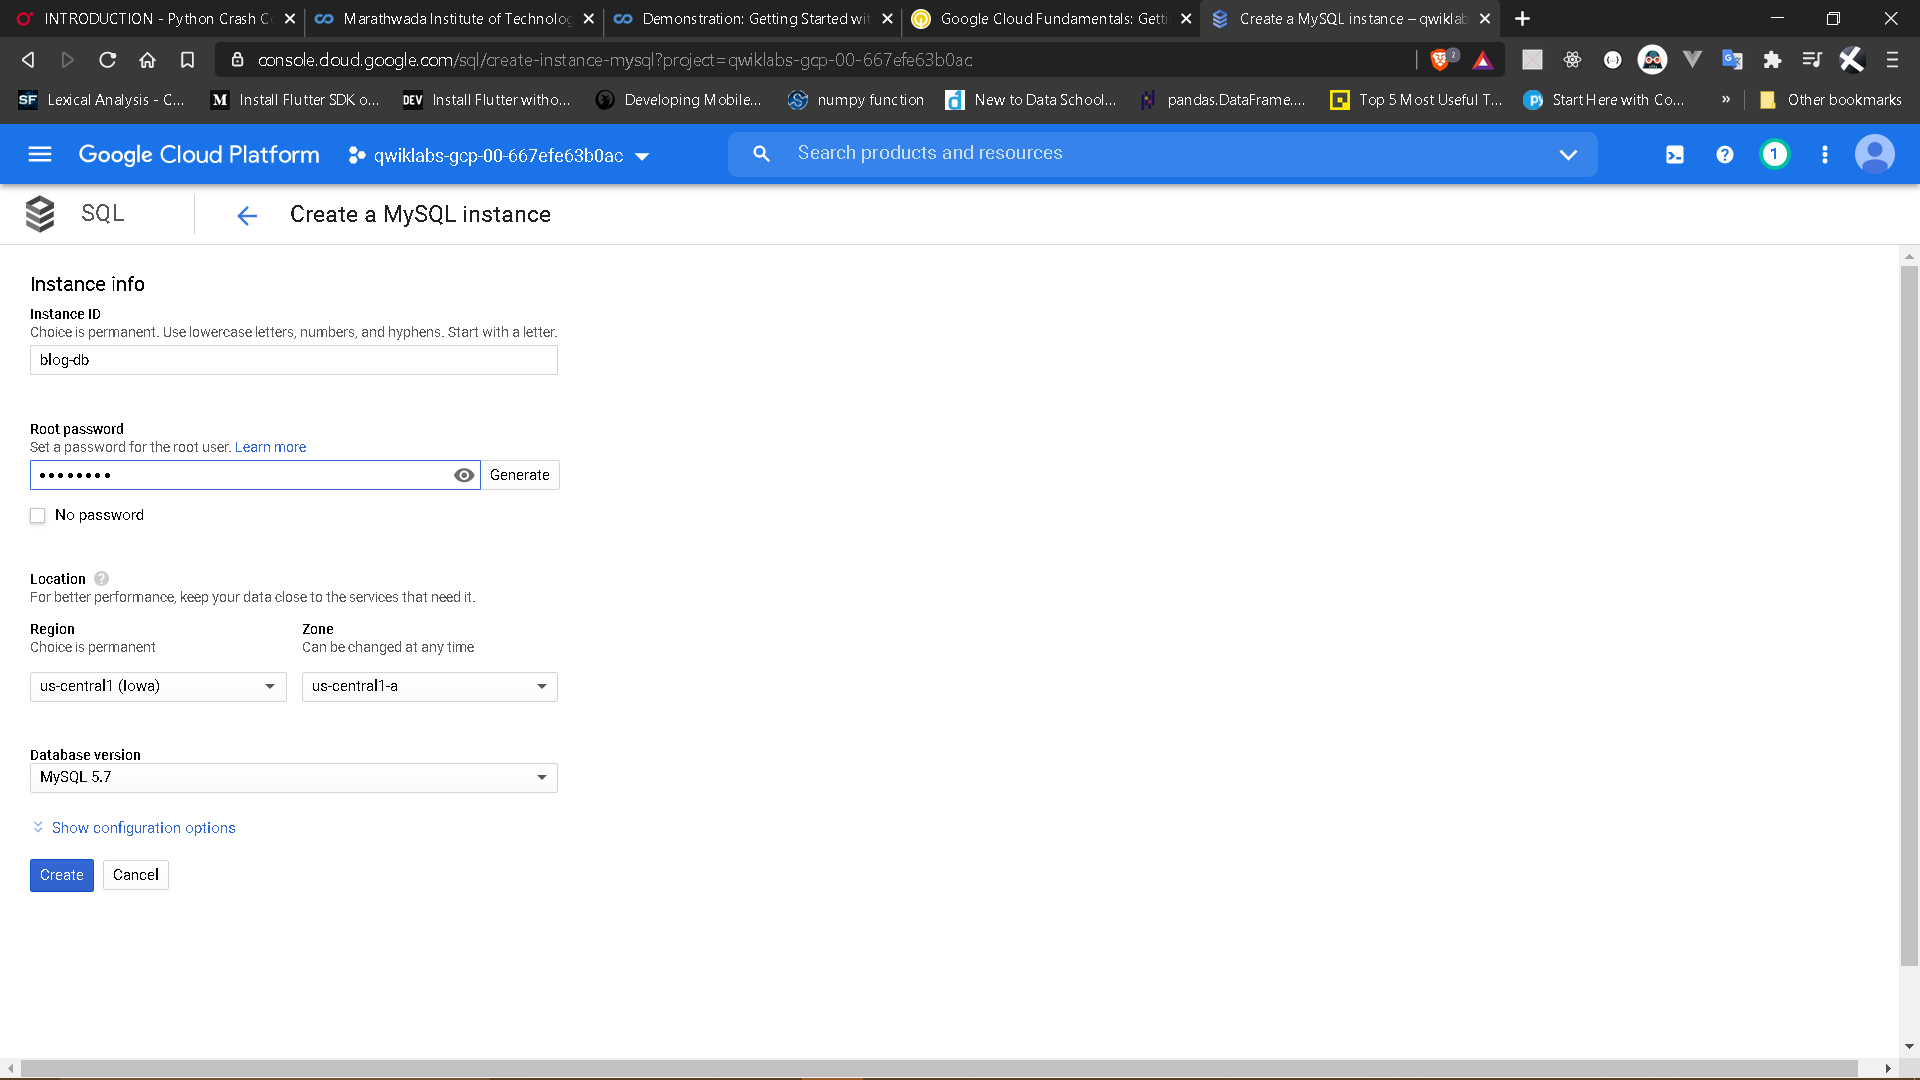 INTRODUCTION - Python Crash C
Marathwada Institute of Technolog
Demonstration: Getting Started wit
Google Cloud Fundamentals: Getti
Create a MySQL instance – qwiklab
console.cloud.google.com/sql/create-instance-mysql?project=qwiklabs-gcp-00-667efe63b0ac
2
SF Lexical Analysis - C...
M Install Flutter SDK o...
DEV Install Flutter witho...
Developing Mobile...
numpy function
d New to Data School...
pandas.DataFrame....
Top 5 Most Useful T...
Start Here with Co...
»
Other bookmarks
Google Cloud Platform
qwiklabs-gcp-00-667efe63b0ac
Search products and resources
?
1
SQL
Create a MySQL instance
Instance info
Instance ID
Choice is permanent. Use lowercase letters, numbers, and hyphens. Start with a letter.
blog-db
Root password
Set a password for the root user. Learn more
••••••••
Generate
No password
Location ?
For better performance, keep your data close to the services that need it.
Region
Choice is permanent
us-central1 (Iowa)
Zone
Can be changed at any time
us-central1-a
Database version
MySQL 5.7
Show configuration options
Create
Cancel